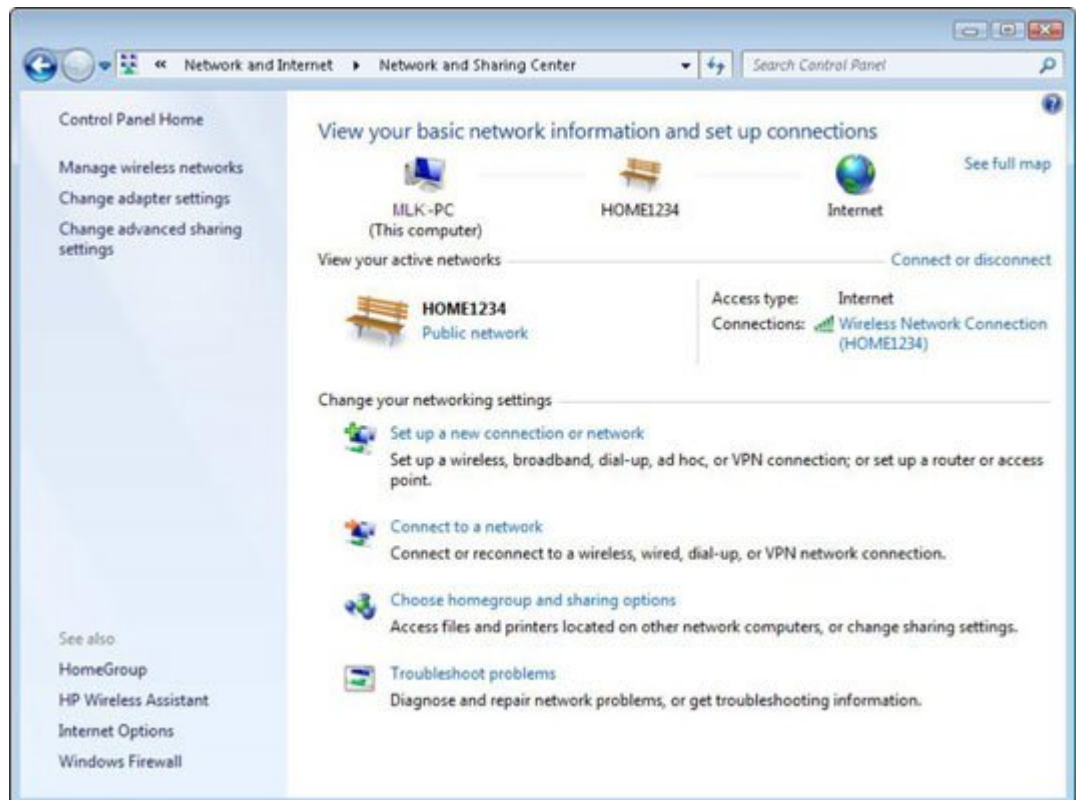 « Network and Internet ▸ Network and Sharing Center
Search Control Panel
Control Panel Home
Manage wireless networks
Change adapter settings
Change advanced sharing
settings
See also
HomeGroup
HP Wireless Assistant
Internet Options
Windows Firewall
View your basic network information and set up connections
See full map
MLK-PC
(This computer)
HOME1234
Internet
View your active networks
Connect or disconnect
HOME1234
Public network
Access type: Internet
Connections: Wireless Network Connection
(HOME1234)
Change your networking settings
Set up a new connection or network
Set up a wireless, broadband, dial-up, ad hoc, or VPN connection; or set up a router or access
point.
Connect to a network
Connect or reconnect to a wireless, wired, dial-up, or VPN network connection.
Choose homegroup and sharing options
Access files and printers located on other network computers, or change sharing settings.
Troubleshoot problems
Diagnose and repair network problems, or get troubleshooting information.